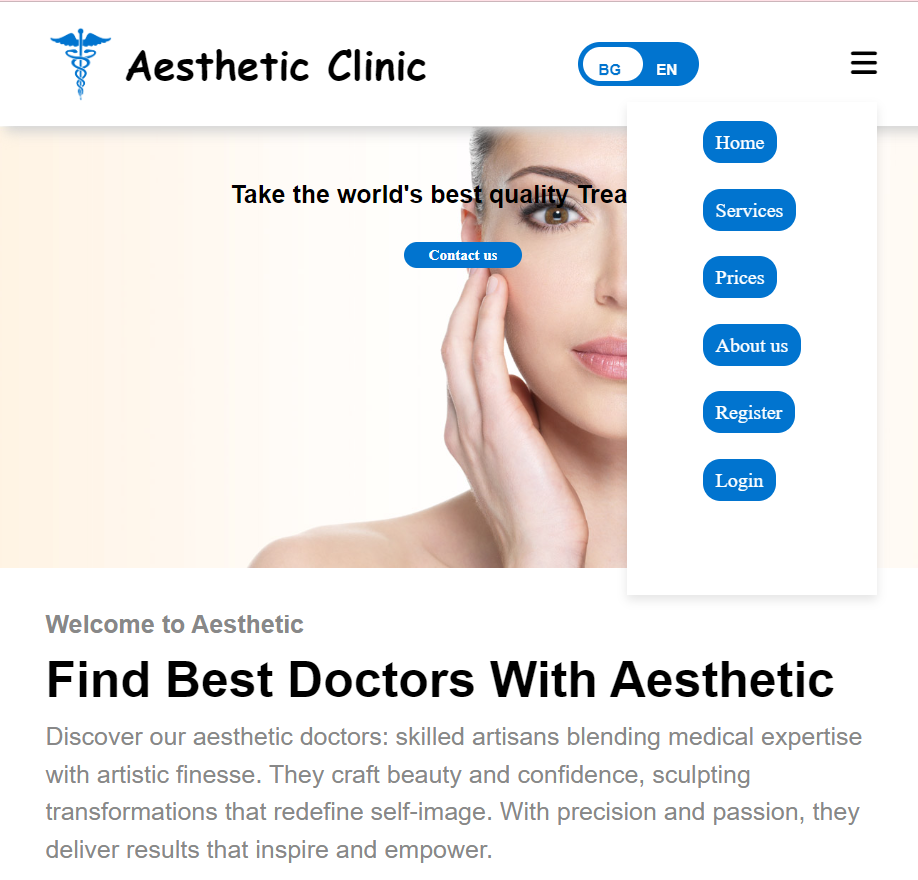 Aesthetic Clinic
BG EN
Take the world's best quality Trea
Contact us
Home
Services
Prices
About us
Register
Login
Welcome to Aesthetic
Find Best Doctors With Aesthetic
Discover our aesthetic doctors: skilled artisans blending medical expertise
with artistic finesse. They craft beauty and confidence, sculpting
transformations that redefine self-image. With precision and passion, they
deliver results that inspire and empower.